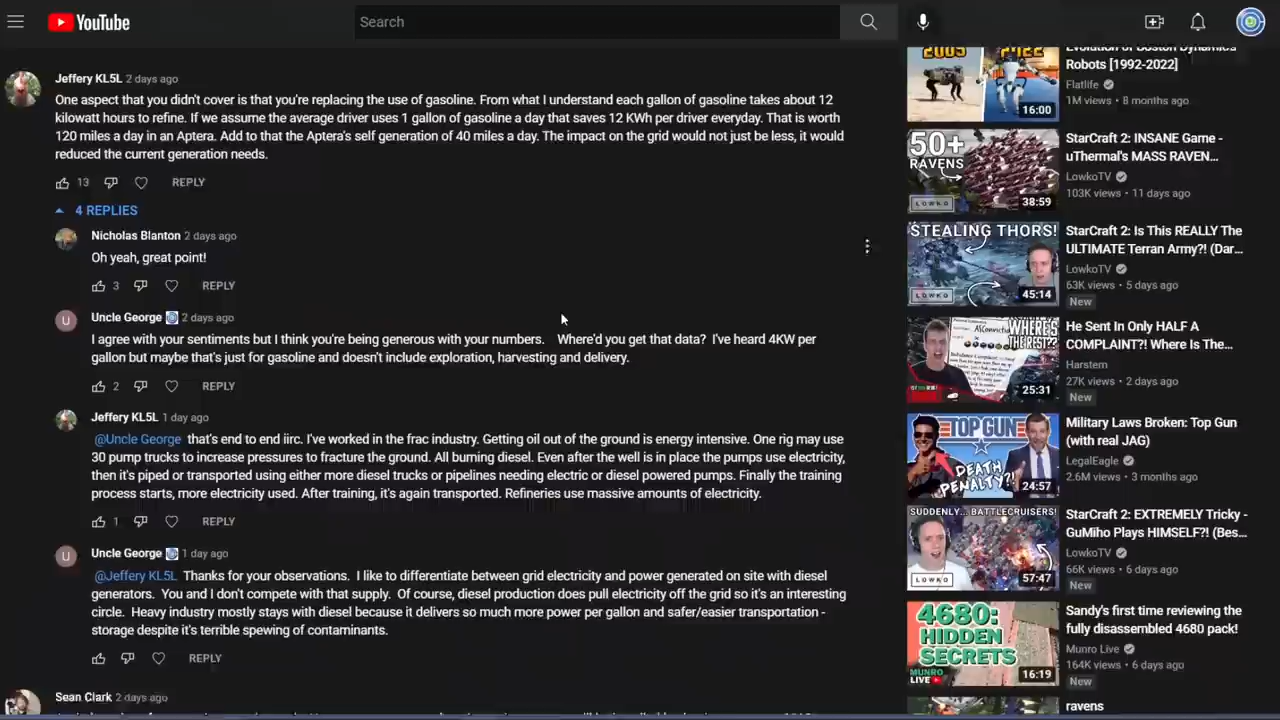 YouTube
Search
Jeffery KL5L 2 days ago
One aspect that you didn't cover is that you're replacing the use of gasoline. From what I understand each gallon of gasoline takes about 12
kilowatt hours to refine. If we assume the average driver uses 1 gallon of gasoline a day that saves 12 KWh per driver everyday. That is worth
120 miles a day in an Aptera. Add to that the Aptera's self generation of 40 miles a day. The impact on the grid would not just be less, it would
reduced the current generation needs.
13 REPLY
4 REPLIES
Nicholas Blanton 2 days ago
Oh yeah, great point!
3 REPLY
U Uncle George 2 days ago
I agree with your sentiments but I think you're being generous with your numbers. Where'd you get that data? I've heard 4KW per
gallon but maybe that's just for gasoline and doesn't include exploration, harvesting and delivery.
2 REPLY
Jeffery KL5L 1 day ago
@Uncle George that's end to end iirc. I've worked in the frac industry. Getting oil out of the ground is energy intensive. One rig may use
30 pump trucks to increase pressures to fracture the ground. All burning diesel. Even after the well is in place the pumps use electricity,
then it's piped or transported using either more diesel trucks or pipelines needing electric or diesel powered pumps. Finally the training
process starts, more electricity used. After training, it's again transported. Refineries use massive amounts of electricity.
1 REPLY
U Uncle George 1 day ago
@Jeffery KL5L Thanks for your observations. I like to differentiate between grid electricity and power generated on site with diesel
generators. You and I don't compete with that supply. Of course, diesel production does pull electricity off the grid so it's an interesting
circle. Heavy industry mostly stays with diesel because it delivers so much more power per gallon and safer/easier transportation -
storage despite it's terrible spewing of contaminants.
REPLY
Sean Clark 2 days ago
2005 2022
16:00
Evolution of Boston Dynamics
Robots [1992-2022]
Flatlife
1M views • 8 months ago
50+
RAVENS
LOWKO
38:59
StarCraft 2: INSANE Game -
uThermal's MASS RAVEN...
LowkoTV
103K views • 11 days ago
STEALING THORS!
LOWKO
45:14
StarCraft 2: Is This REALLY The
ULTIMATE Terran Army?! (Dar...
LowkoTV
63K views • 5 days ago
New
WHERE'S
THE REST??
25:31
He Sent In Only HALF A
COMPLAINT?! Where Is The...
Harstem
27K views • 2 days ago
New
TOP GUN
DEATH
PENALTY?!
24:57
Military Laws Broken: Top Gun
(with real JAG)
LegalEagle
2.6M views • 3 months ago
SUDDENLY... BATTLECRUISERS!
LOWKO
57:47
StarCraft 2: EXTREMELY Tricky -
GuMiho Plays HIMSELF?! (Bes...
LowkoTV
66K views • 6 days ago
New
4680:
HIDDEN
SECRETS
MUNRO
LIVE
16:19
Sandy's first time reviewing the
fully disassembled 4680 pack!
Munro Live
164K views • 6 days ago
New
ravens